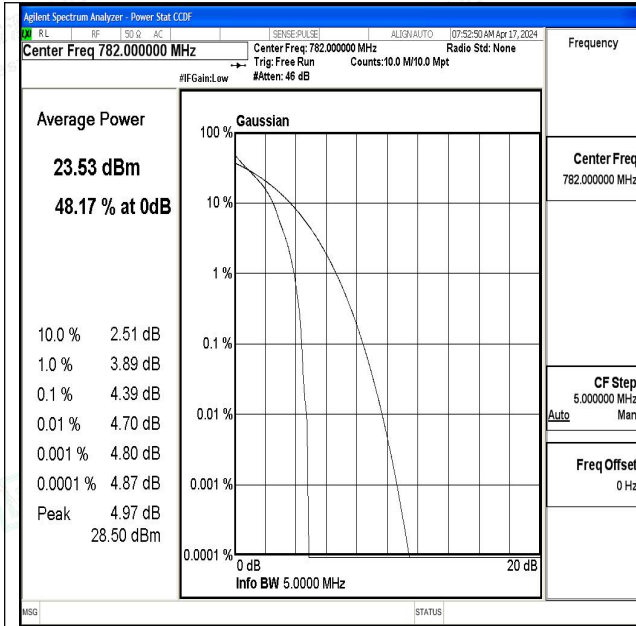 Agilent Spectrum Analyzer - Power Stat CCDF
RL RF 50 Ω AC SENSE:PULSE ALIGN AUTO 07:52:50 AM Apr 17, 2024
Center Freq 782.000000 MHz
Center Freq: 782.000000 MHz Radio Std: None
Trig: Free Run Counts:10.0 M/10.0 Mpt
#IFGain:Low #Atten: 46 dB
Frequency
Average Power
23.53 dBm
48.17 % at 0dB
10.0 % 2.51 dB
1.0 % 3.89 dB
0.1 % 4.39 dB
0.01 % 4.70 dB
0.001 % 4.80 dB
0.0001 % 4.87 dB
Peak 4.97 dB
28.50 dBm
Gaussian
100 %
10 %
1 %
0.1 %
0.01 %
0.001 %
0.0001 %
0 dB 20 dB
Info BW 5.0000 MHz
Center Freq
782.000000 MHz
CF Step
5.000000 MHz
Auto Man
Freq Offset
0 Hz
MSG STATUS